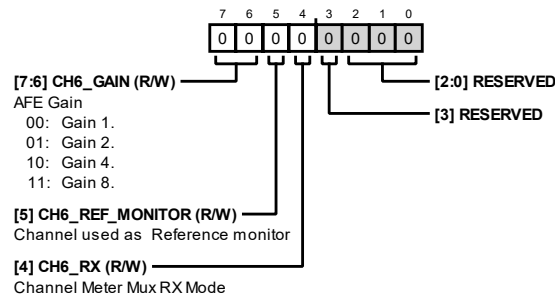 7 6 5 4 3 2 1 0
0 0 0 0 0 0 0 0
[7:6] CH6_GAIN (R/W)
AFE Gain
00: Gain 1.
01: Gain 2.
10: Gain 4.
11: Gain 8.
[5] CH6_REF_MONITOR (R/W)
Channel used as Reference monitor
[4] CH6_RX (R/W)
Channel Meter Mux RX Mode
[2:0] RESERVED
[3] RESERVED